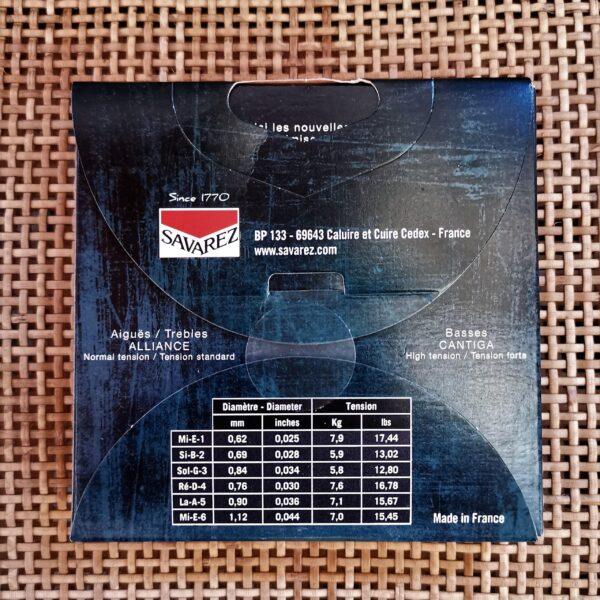 ici les nouvelles
Since 1770
SAVAREZ
BP 133 - 69643 Caluire et Cuire Cedex - France
www.savarez.com
Aiguës / Trebles
ALLIANCE
Normal tension / Tension standard
Basses
CANTIGA
High tension / Tension forte
Diamètre - Diameter Tension
mm inches Kg lbs
Mi-E-1 0,62 0,025 7,9 17,44
Si-B-2 0,69 0,028 5,9 13,02
Sol-G-3 0,84 0,034 5,8 12,80
Ré-D-4 0,76 0,030 7,6 16,78
La-A-5 0,90 0,036 7,1 15,67
Mi-E-6 1,12 0,044 7,0 15,45
Made in France